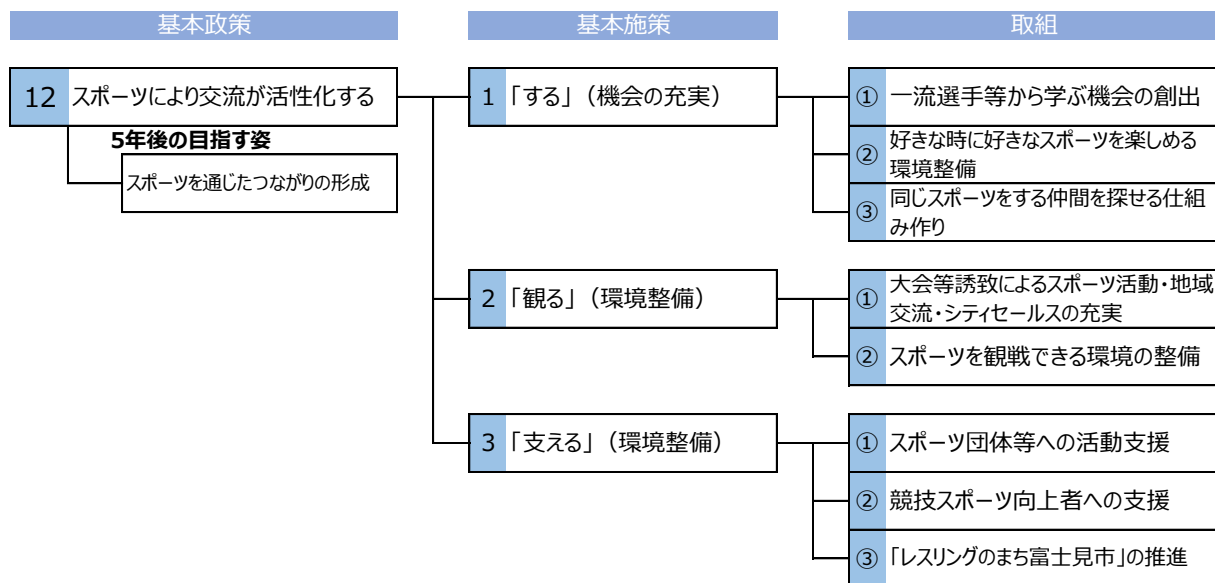 基本政策
基本施策
取組
12 スポーツにより交流が活性化する
5年後の目指す姿
スポーツを通じたつながりの形成
1 「する」（機会の充実）
① 一流選手等から学ぶ機会の創出
② 好きな時に好きなスポーツを楽しめる
環境整備
③ 同じスポーツをする仲間を探せる仕組
み作り
2 「観る」（環境整備）
① 大会等誘致によるスポーツ活動・地域
交流・シティセールスの充実
② スポーツを観戦できる環境の整備
3 「支える」（環境整備）
① スポーツ団体等への活動支援
② 競技スポーツ向上者への支援
③ 「レスリングのまち富士見市」の推進